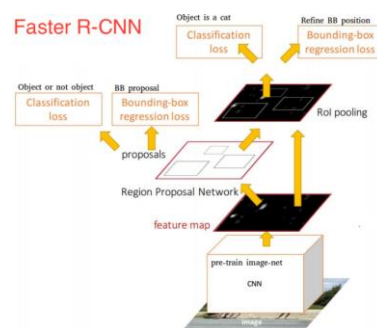 Faster R-CNN
Object is a cat
Classification
loss
Refine BB position
Bounding-box
regression loss
Object or not object
Classification
loss
BB proposal
Bounding-box
regression loss
RoI pooling
proposals
Region Proposal Network
feature map
pre-train image-net
CNN
image